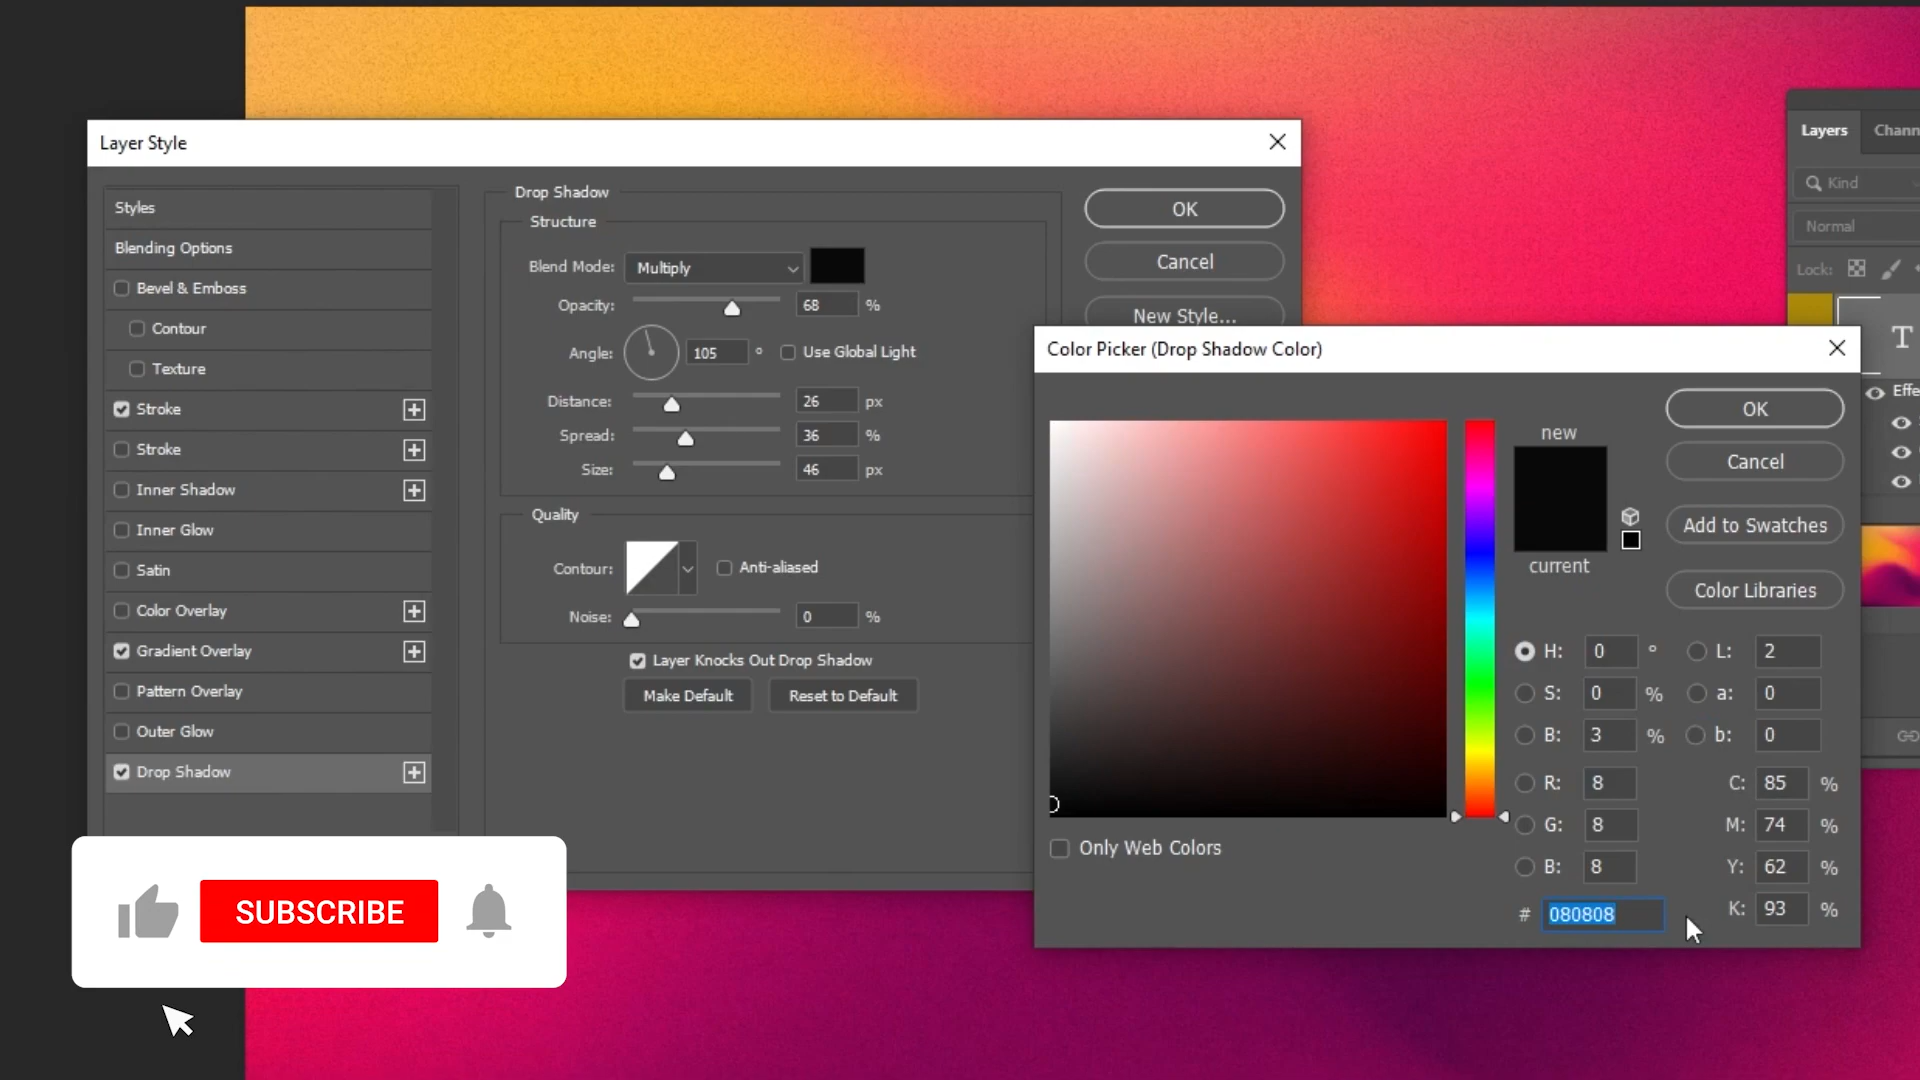 Layer Style
Styles
Blending Options
Bevel & Emboss
Contour
Texture
Stroke
Stroke
Inner Shadow
Inner Glow
Satin
Color Overlay
Gradient Overlay
Pattern Overlay
Outer Glow
Drop Shadow
Drop Shadow
Structure
Blend Mode: Multiply
Opacity: 68 %
Angle: 105 ° Use Global Light
Distance: 26 px
Spread: 36 %
Size: 46 px
Quality
Contour: Anti-aliased
Noise: 0 %
Layer Knocks Out Drop Shadow
Make Default Reset to Default
OK
Cancel
New Style...
Color Picker (Drop Shadow Color)
new
current
OK
Cancel
Add to Swatches
Color Libraries
H: 0 ° L: 2
S: 0 % a: 0
B: 3 % b: 0
R: 8 C: 85 %
G: 8 M: 74 %
B: 8 Y: 62 %
# 080808 K: 93 %
Only Web Colors
Layers Chann
Kind
Normal
Lock:
T
Effe
SUBSCRIBE